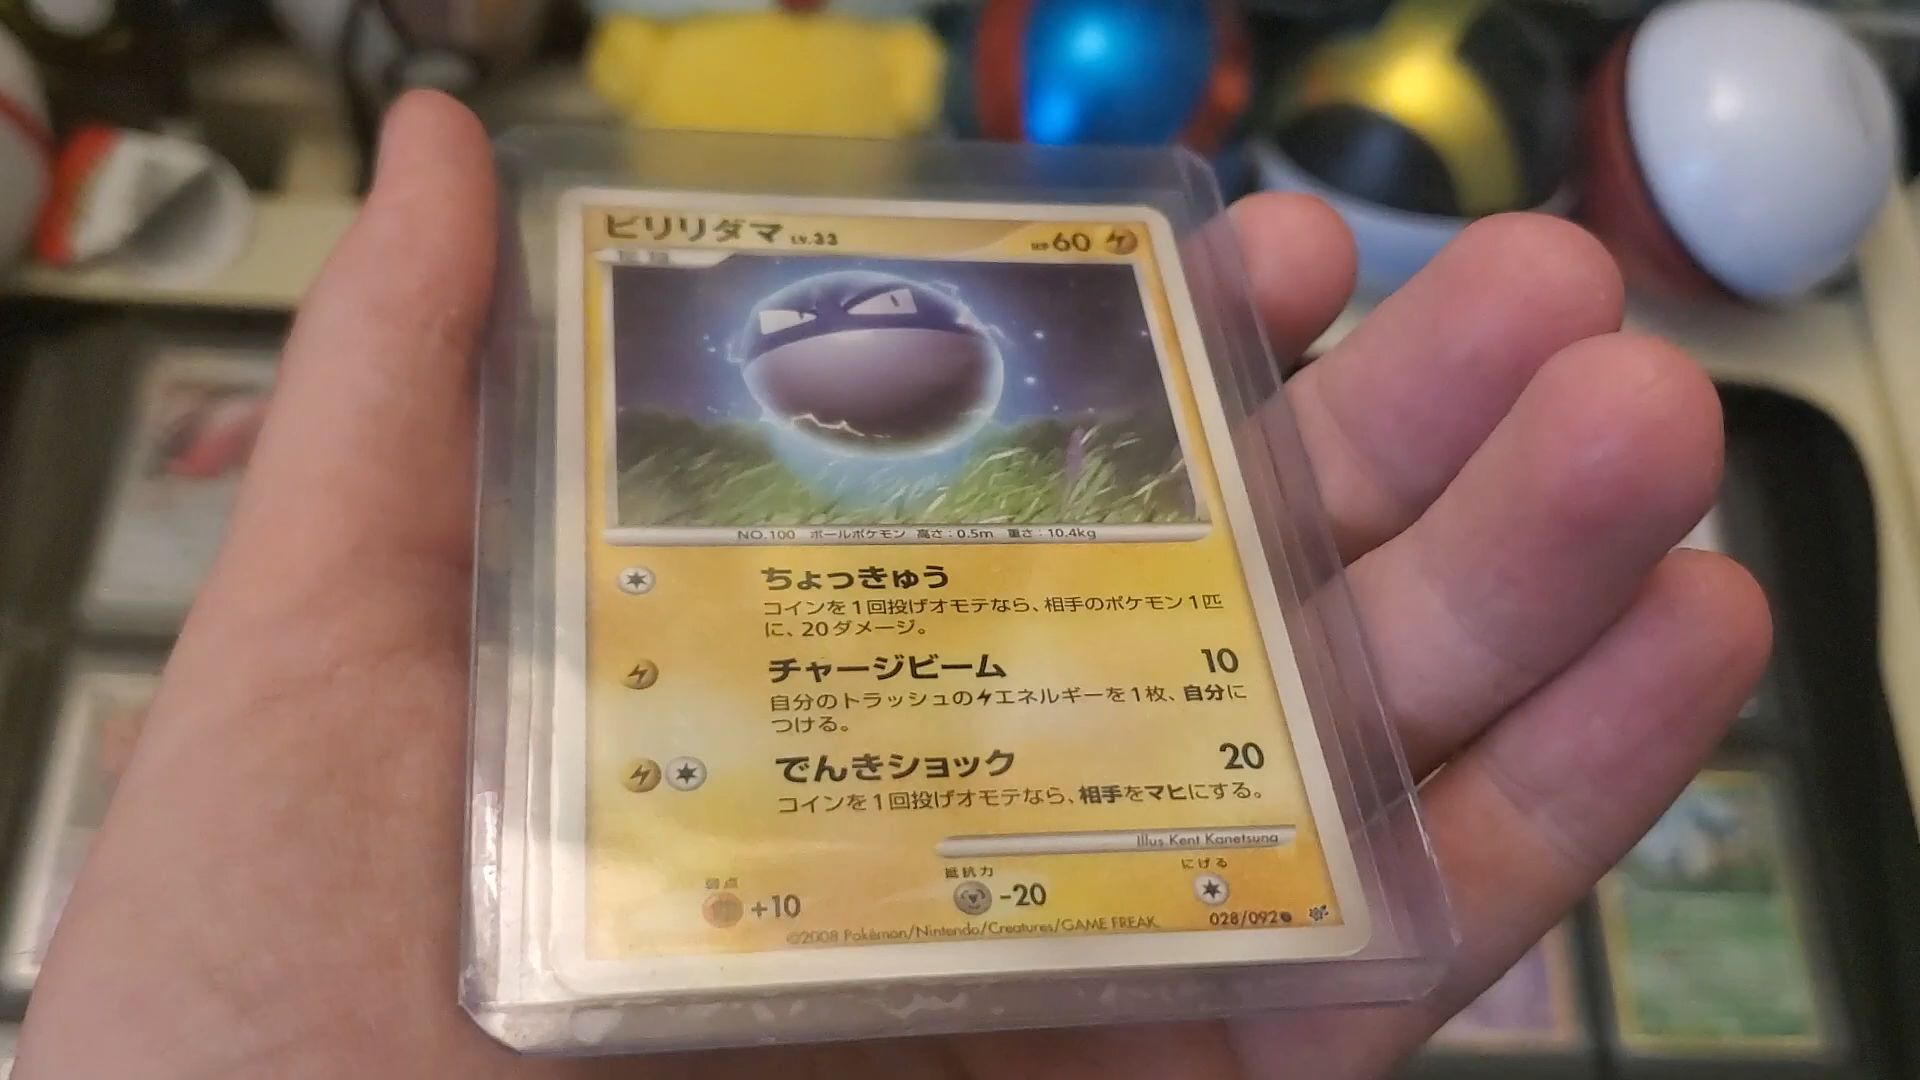 ビリリダマ LV.33 HP60
NO.100 ボールポケモン 高さ：0.5m 重さ：10.4kg
ちょっきゅう
コインを1回投げオモテなら、相手のポケモン1匹
に、20ダメージ。
チャージビーム 10
自分のトラッシュのエネルギーを1枚、自分に
つける。
でんきショック 20
コインを1回投げオモテなら、相手をマヒにする。
Illus Kent Kanetsuna
弱点 抵抗力 にげる
+10 -20
028/092
©2008 Pokémon/Nintendo/Creatures/GAME FREAK